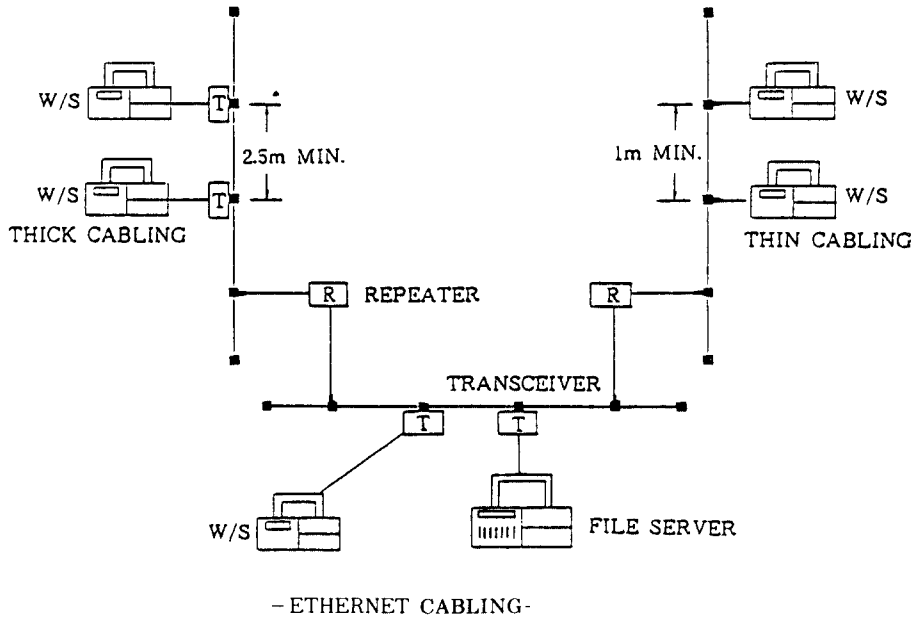 W/S
T
W/S
2.5m MIN.
1m MIN.
W/S
T
W/S
THICK CABLING
THIN CABLING
R
REPEATER
R
TRANSCEIVER
T
T
W/S
FILE SERVER
- ETHERNET CABLING-